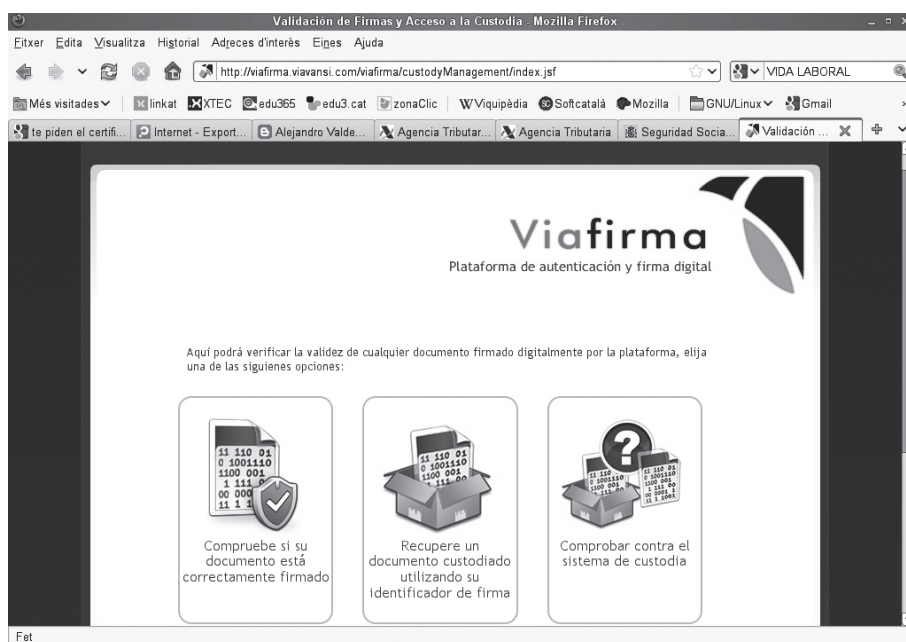 Validación de Firmas y Acceso a la Custodia - Mozilla Firefox
Eitxer Edita Visualitza Historial Adreces d'interès Eines Ajuda
http://viafirma.viavansi.com/viafirma/custodyManagement/index.jsf VIDA LABORAL
Més visitades linkat XTEC edu365 edu3.cat zonaClic Viquipèdia Softcatalà Mozilla GNU/Linux Gmail
te piden el certifi... Internet - Export... Alejandro Valde... Agencia Tributar... Agencia Tributaria Seguridad Socia... Validación ...
Viafirma
Plataforma de autenticación y firma digital
Aquí podrá verificar la validez de cualquier documento firmado digitalmente por la plataforma, elija
una de las siguienes opciones:
Compruebe si su
documento está
correctamente firmado
Recupere un
documento custodiado
utilizando su
identificador de firma
Comprobar contra el
sistema de custodia
Fet